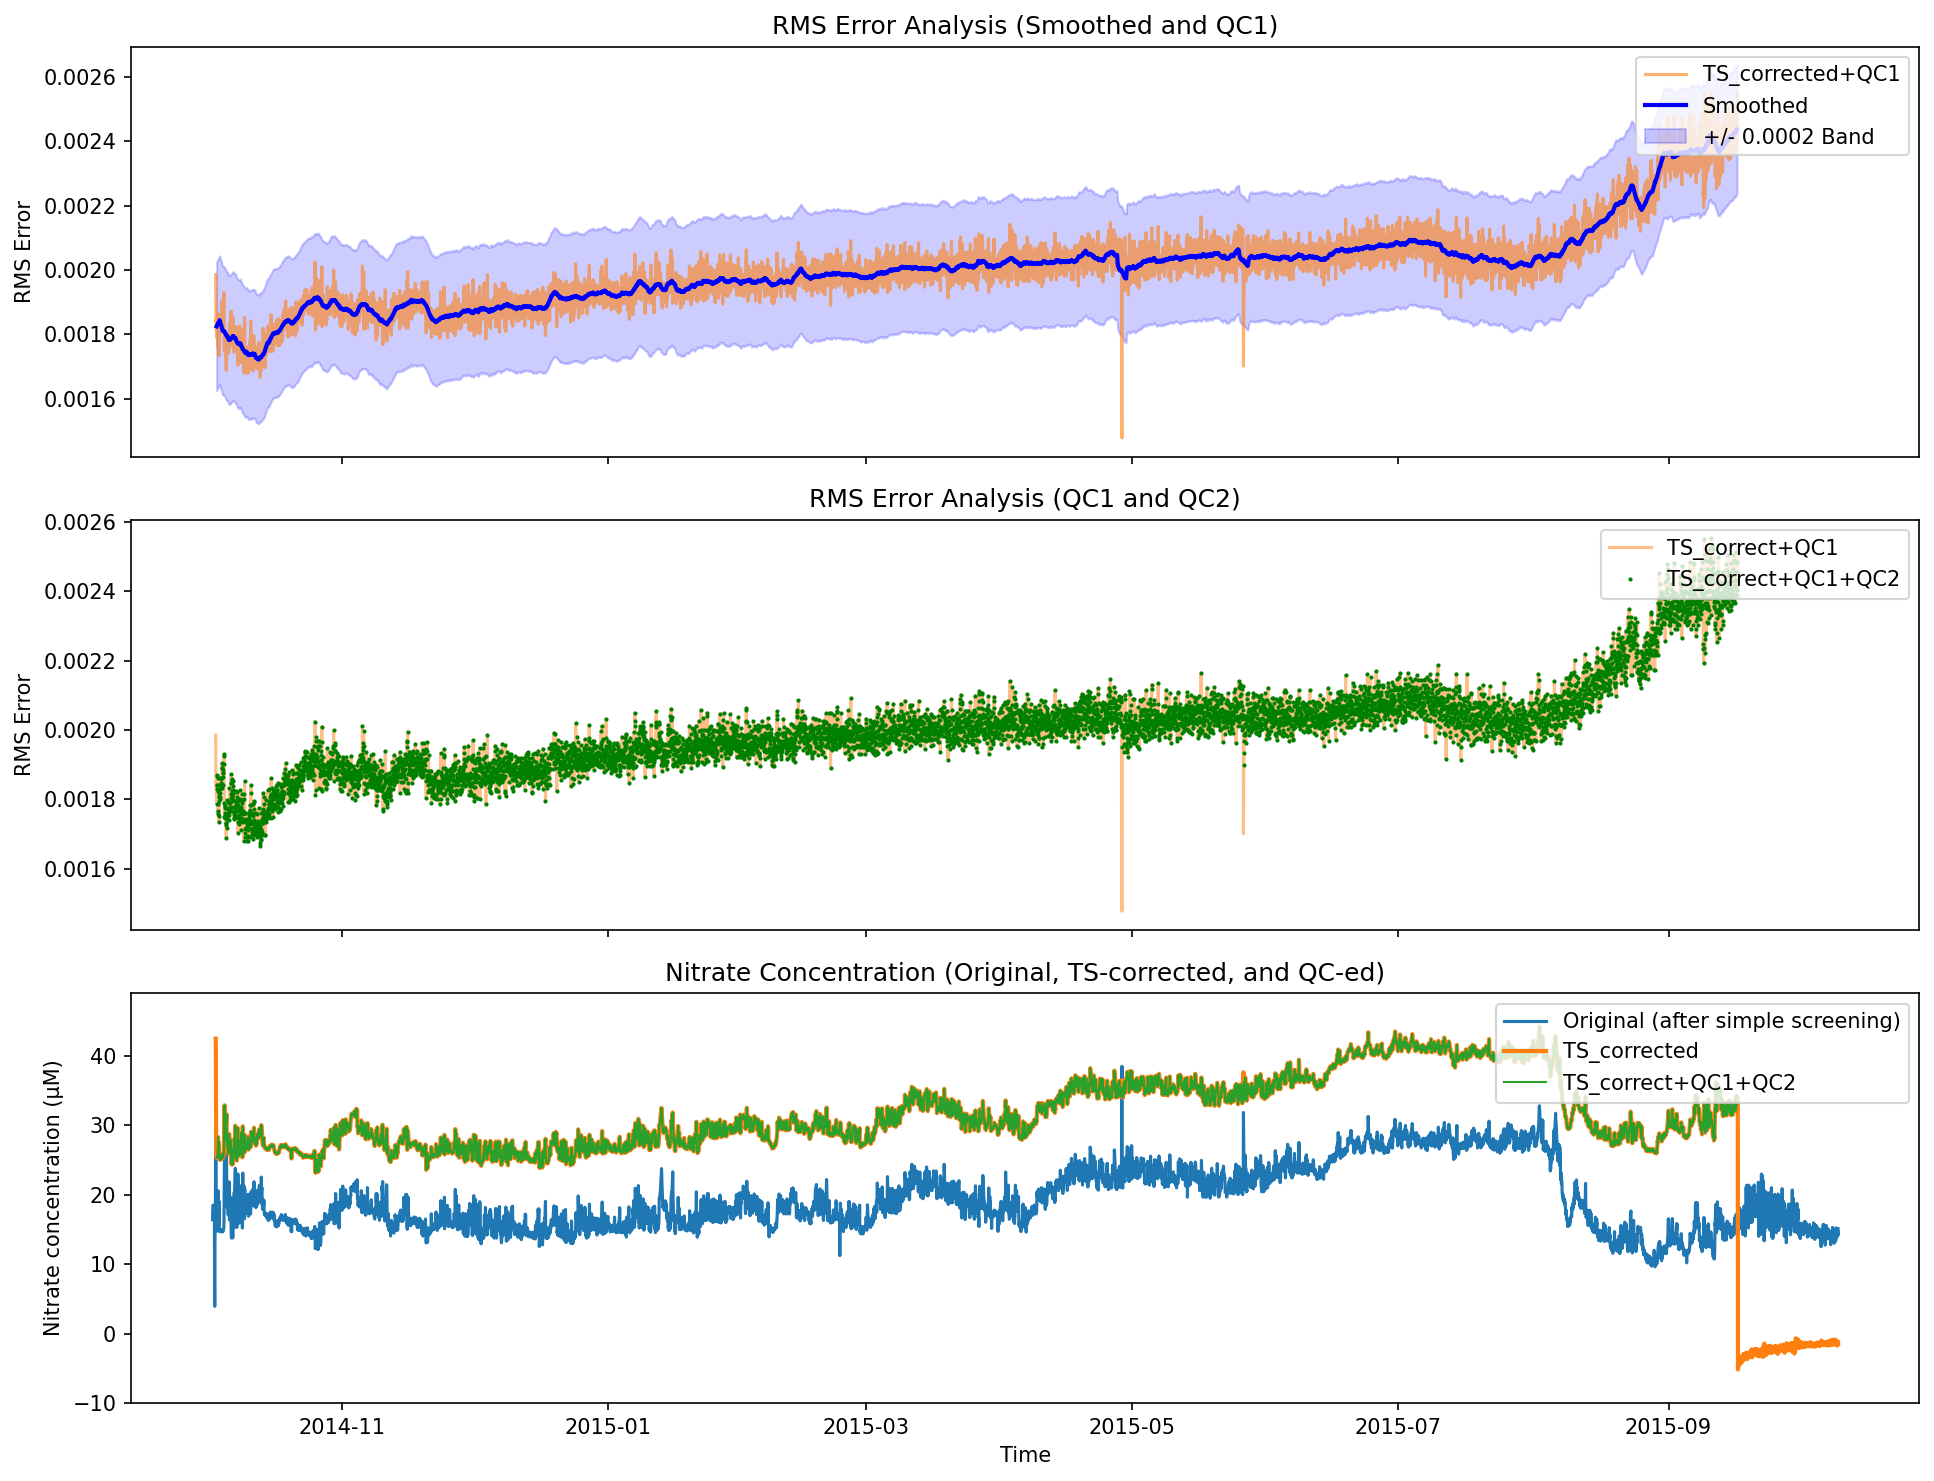 RMS Error Analysis (Smoothed and QC1)
RMS Error
0.0026
0.0024
0.0022
0.0020
0.0018
0.0016
TS_corrected+QC1
Smoothed
+/- 0.0002 Band
RMS Error Analysis (QC1 and QC2)
RMS Error
0.0026
0.0024
0.0022
0.0020
0.0018
0.0016
TS_correct+QC1
TS_correct+QC1+QC2
Nitrate Concentration (Original, TS-corrected, and QC-ed)
Nitrate concentration (μM)
40
30
20
10
0
−10
Original (after simple screening)
TS_corrected
TS_correct+QC1+QC2
2014-11 2015-01 2015-03 2015-05 2015-07 2015-09
Time